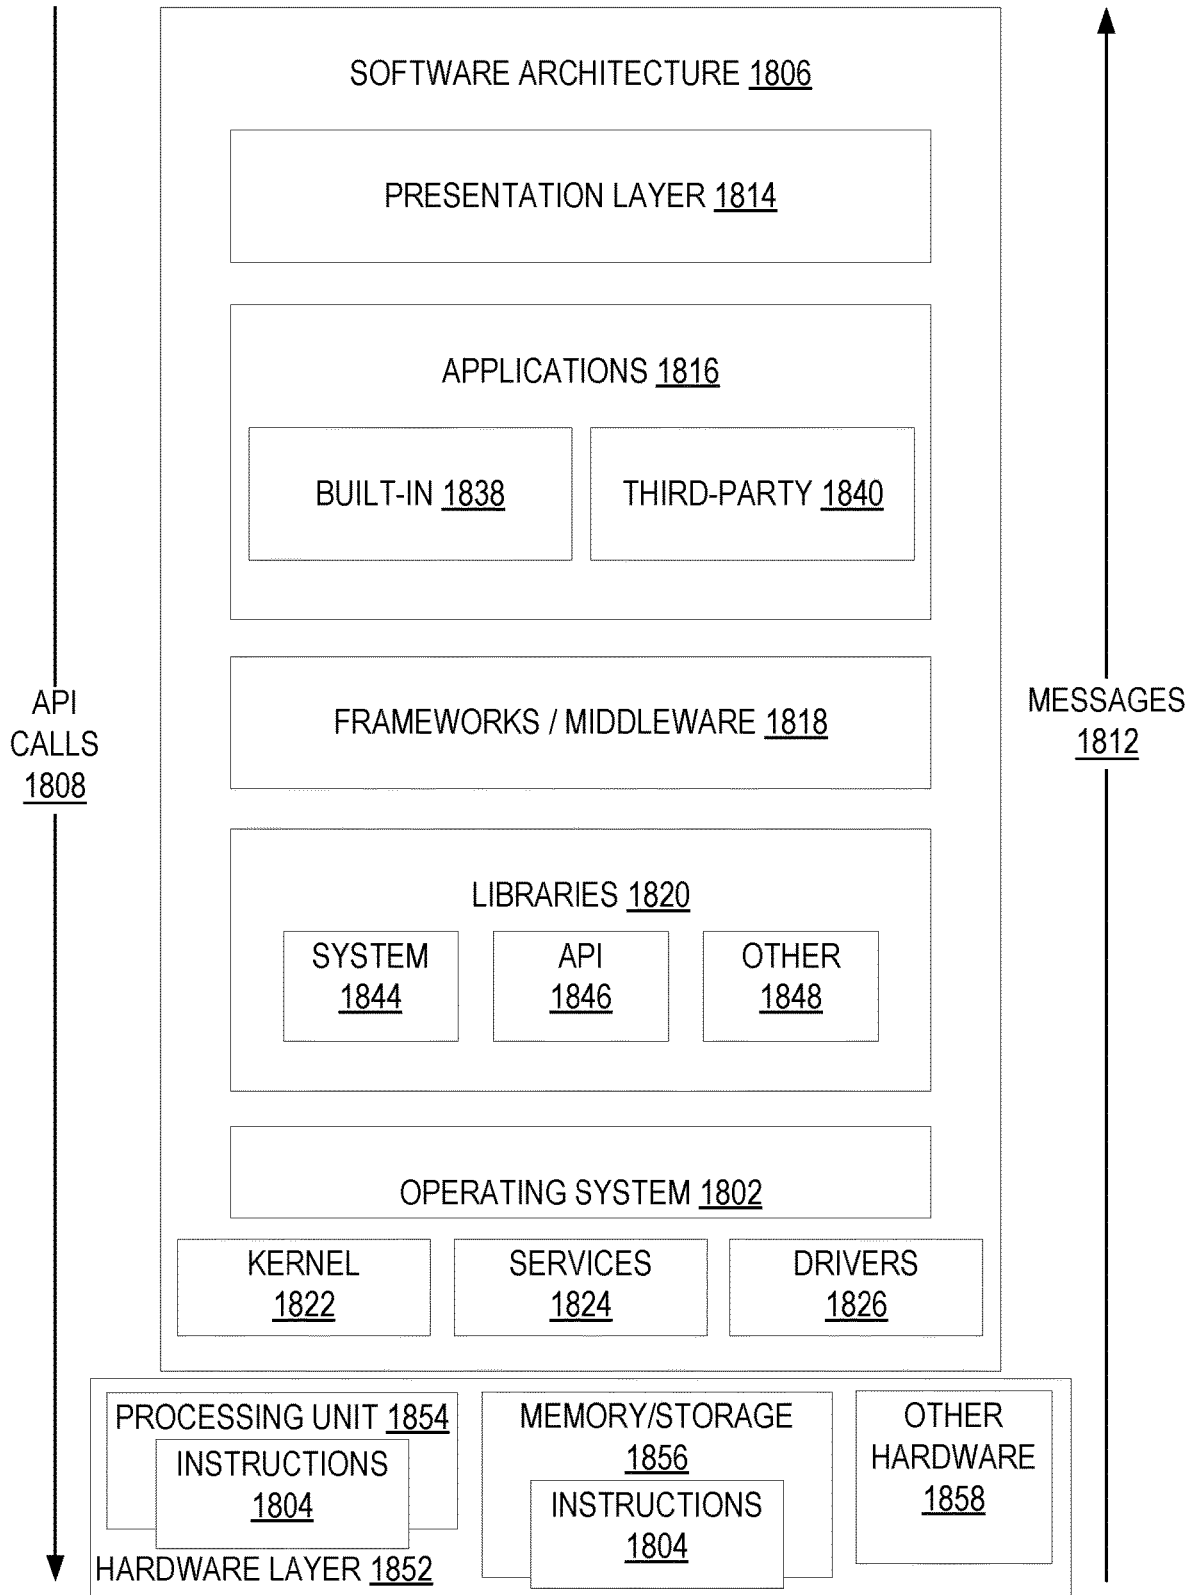 SOFTWARE ARCHITECTURE 1806
PRESENTATION LAYER 1814
APPLICATIONS 1816
BUILT-IN 1838
THIRD-PARTY 1840
API
CALLS
1808
FRAMEWORKS / MIDDLEWARE 1818
MESSAGES
1812
LIBRARIES 1820
SYSTEM
1844
API
1846
OTHER
1848
OPERATING SYSTEM 1802
KERNEL
1822
SERVICES
1824
DRIVERS
1826
PROCESSING UNIT 1854
INSTRUCTIONS
1804
MEMORY/STORAGE
1856
INSTRUCTIONS
1804
OTHER
HARDWARE
1858
HARDWARE LAYER 1852